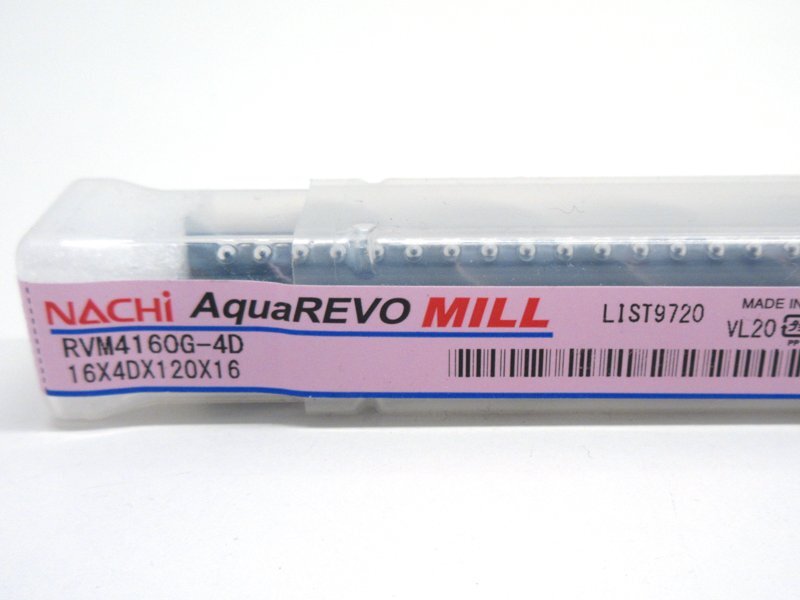 NACHi AquaREVO MILL LIST9720 MADE IN
RVM4160G-4D VL20
16X4DX120X16